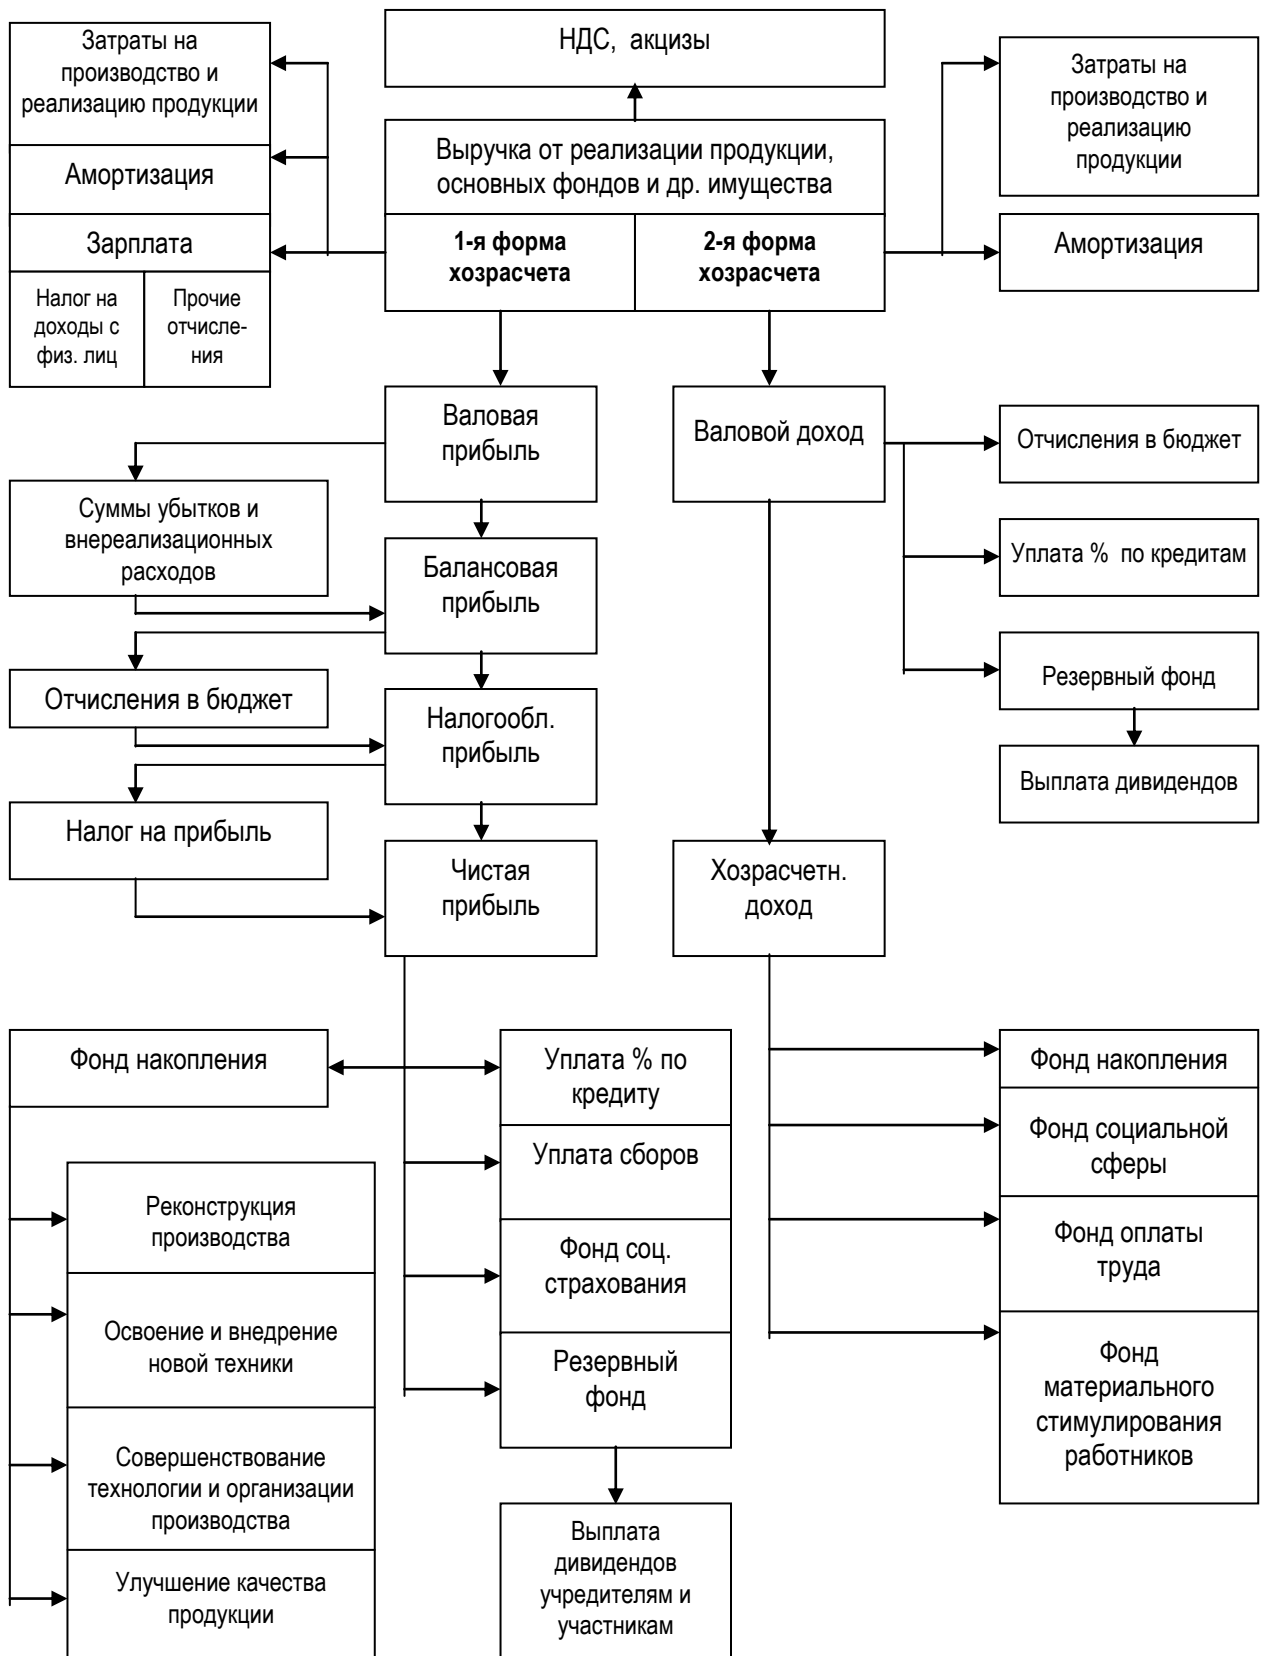 НДС,  акцизы
Затраты на
производство и
реализацию продукции
Затраты на
производство и
реализацию
продукции
Выручка от реализации продукции,
основных фондов и др. имущества
Амортизация
Зарплата
1-я форма
хозрасчета
2-я форма
хозрасчета
Амортизация
Налог на
доходы с
физ. лиц
Прочие
отчисле-
ния
Валовая
прибыль
Валовой доход
Отчисления в бюджет
Суммы убытков и
внереализационных
расходов
Уплата %  по кредитам
Балансовая
прибыль
Резервный фонд
Отчисления в бюджет
Налогообл.
прибыль
Выплата дивидендов
Налог на прибыль
Чистая
прибыль
Хозрасчетн.
доход
Фонд накопления
Уплата % по
кредиту
Фонд накопления
Уплата сборов
Фонд социальной
сферы
Реконструкция
производства
Фонд соц.
страхования
Фонд оплаты
труда
Освоение и внедрение
новой техники
Резервный
фонд
Фонд
материального
стимулирования
работников
Совершенствование
технологии и организации
производства
Выплата
дивидендов
учредителям и
участникам
Улучшение качества
продукции